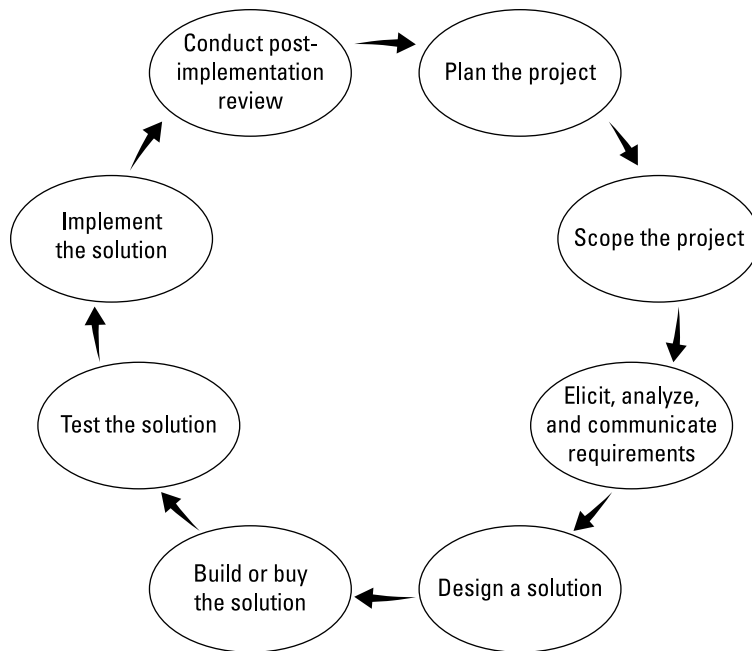 Conduct post-
implementation
review
Plan the project
Scope the project
Elicit, analyze,
and communicate
requirements
Design a solution
Build or buy
the solution
Test the solution
Implement
the solution